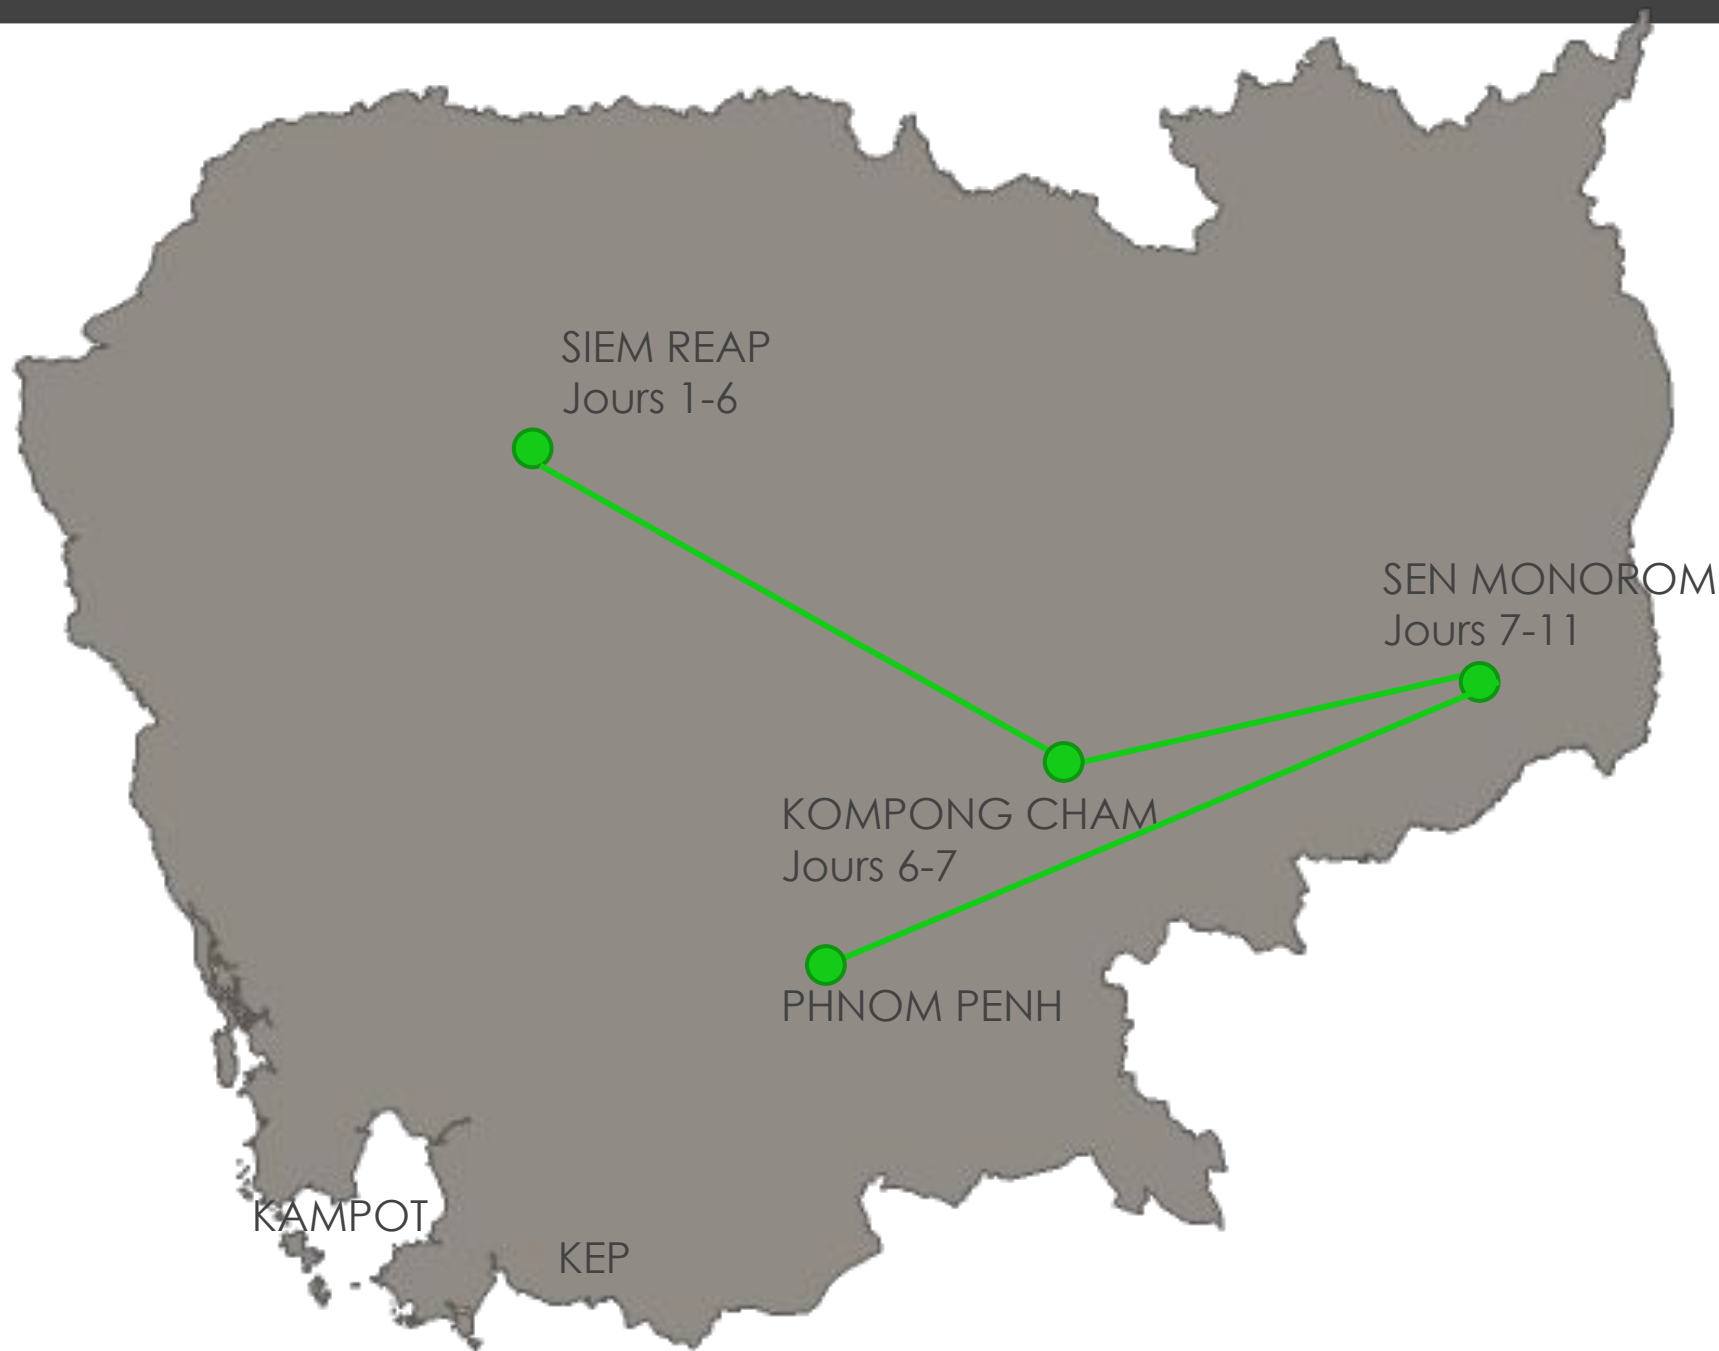 SIEM REAP
Jours 1-6
SEN MONOROM
Jours 7-11
KOMPONG CHAM
Jours 6-7
PHNOM PENH
KAMPOT
KEP